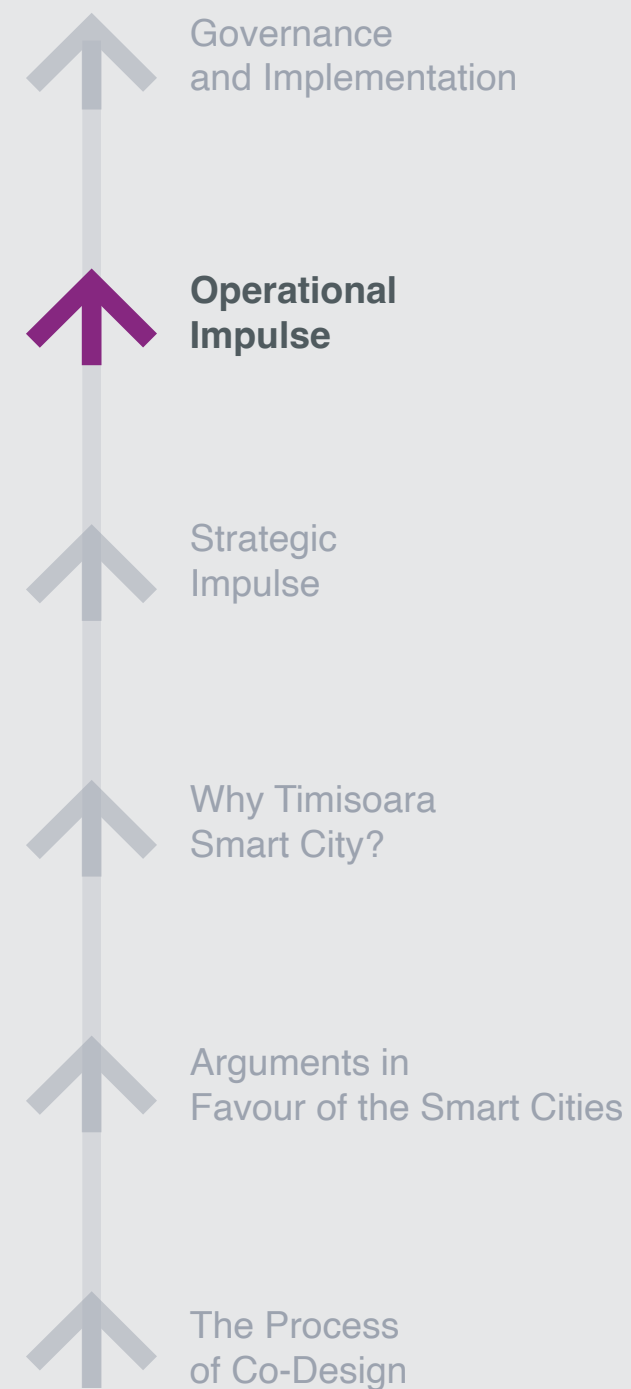 Governance
and Implementation
Operational
Impulse
Strategic
Impulse
Why Timisoara
Smart City?
Arguments in
Favour of the Smart Cities
The Process
of Co-Design